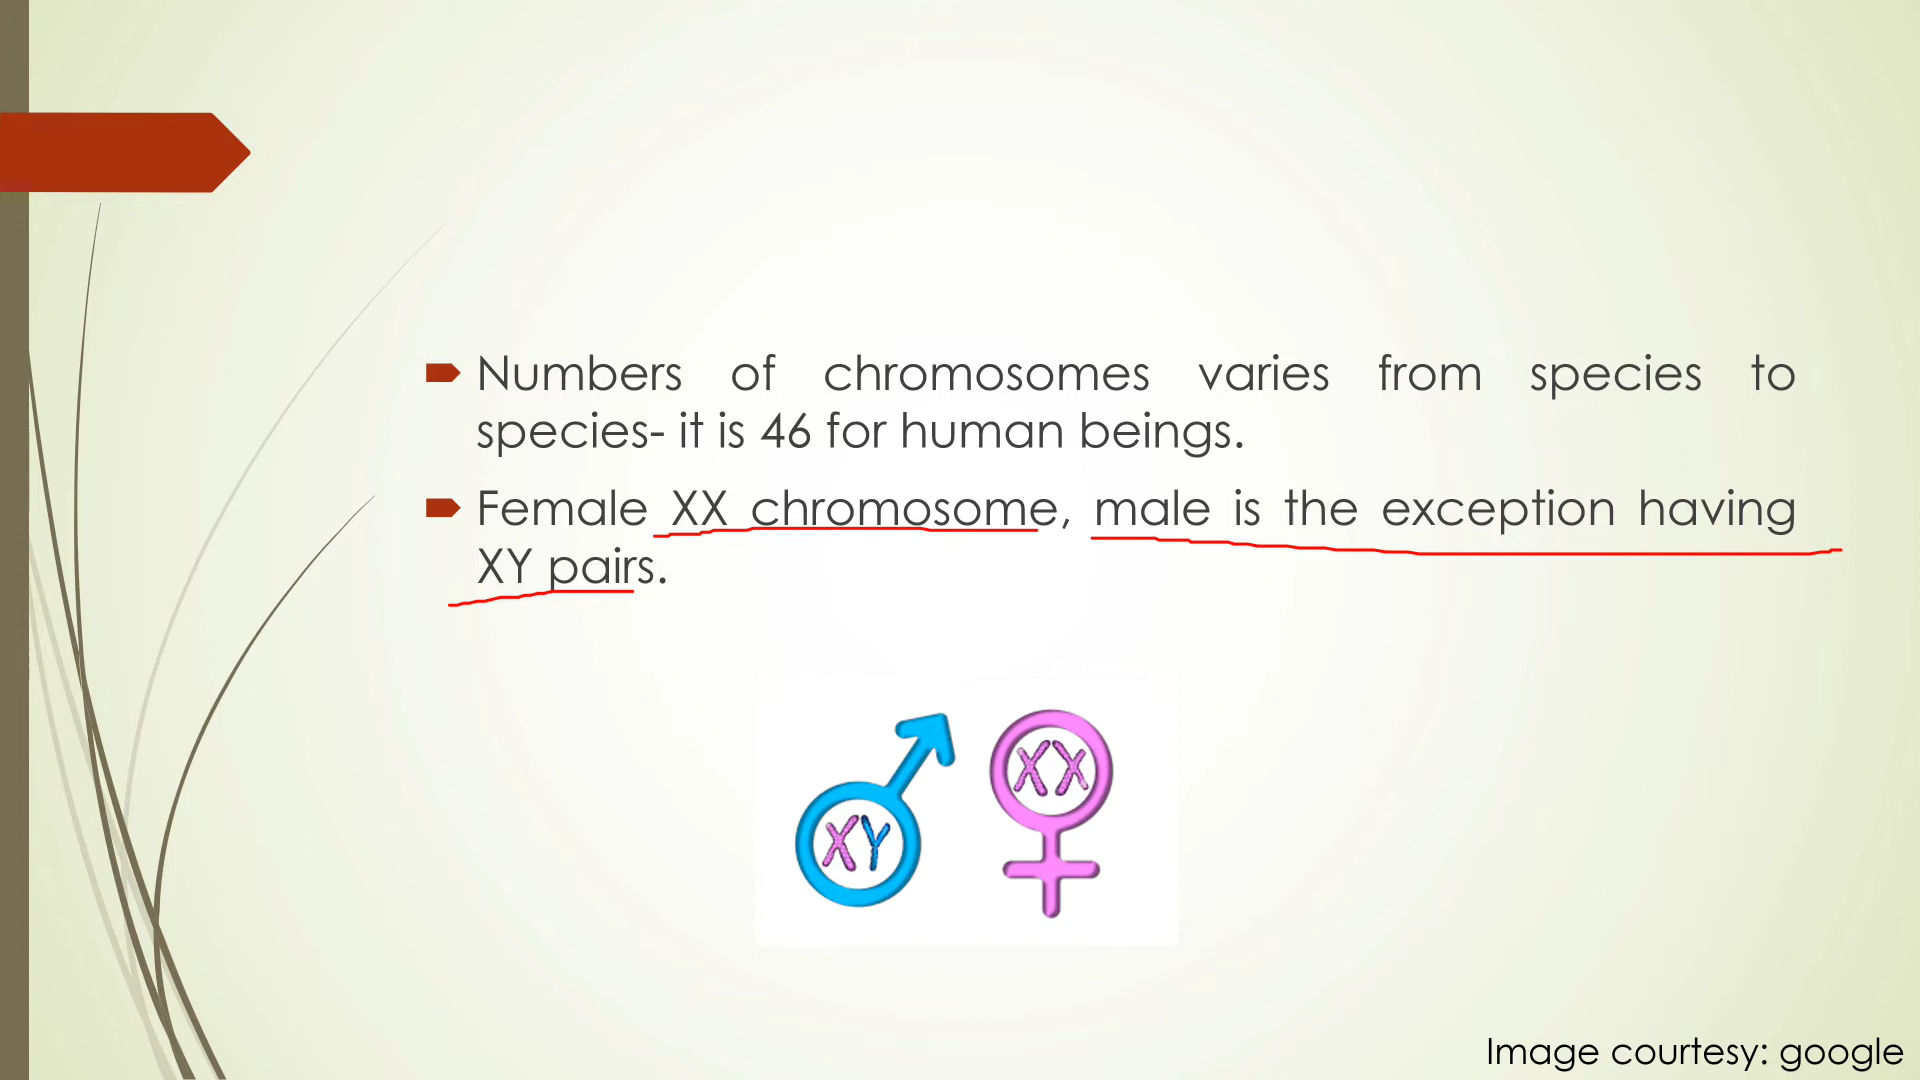 Numbers of chromosomes varies from species to
species- it is 46 for human beings.
Female XX chromosome, male is the exception having
XY pairs.
XY
XX
Image courtesy: google